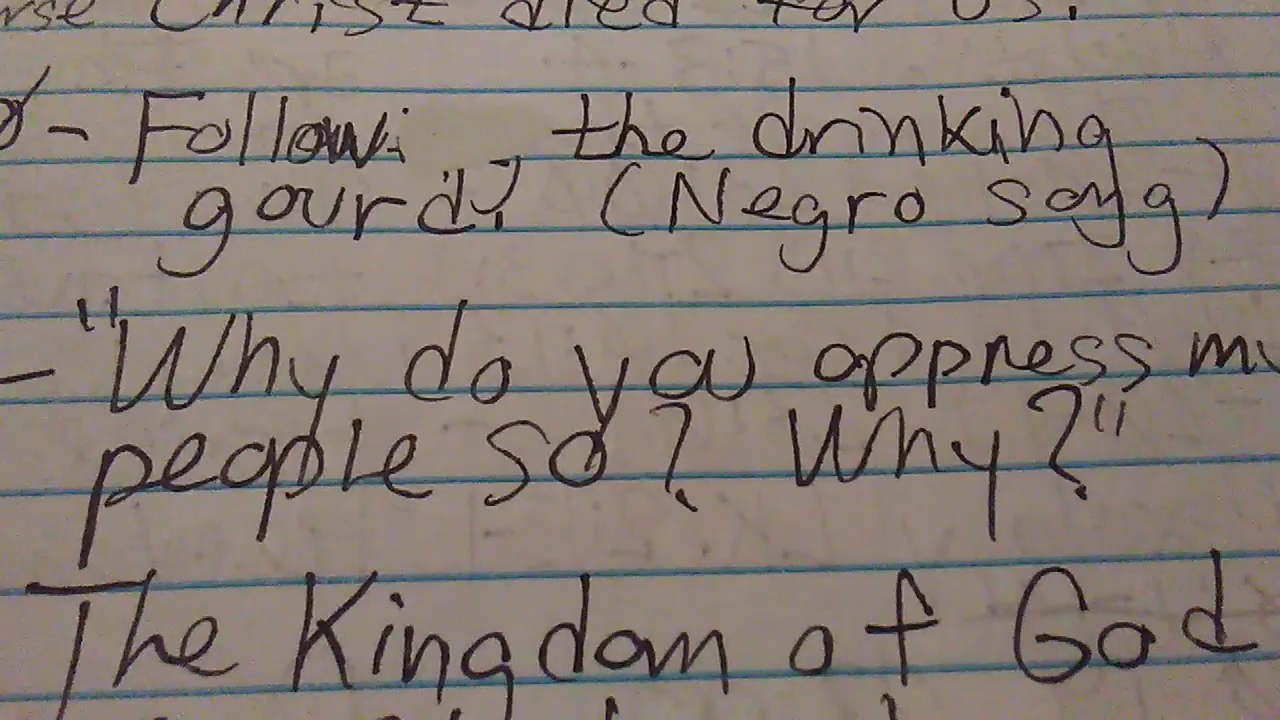 Christ died for us.
- Follow the drinking
gourd? (Negro song)
- "Why do you oppress
people so? Why?"
The Kingdom of God